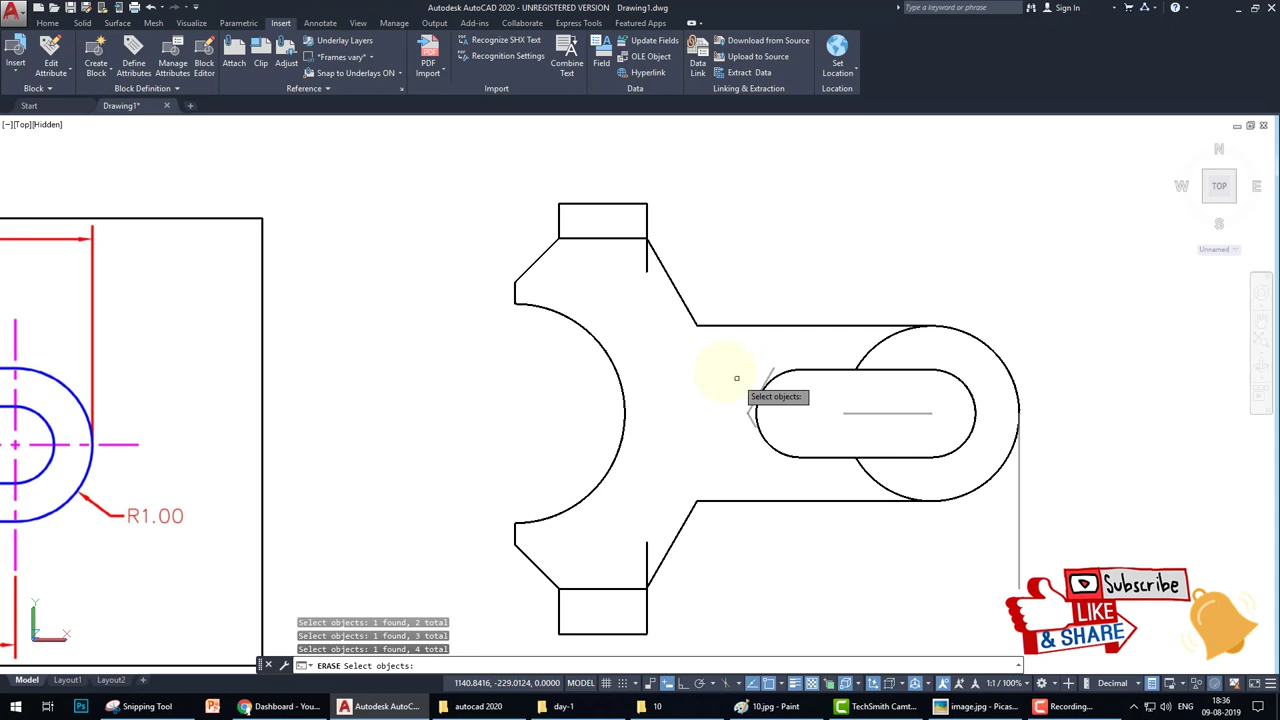 Autodesk AutoCAD 2020 - UNREGISTERED VERSION Drawing1.dwg
Type a keyword or phrase
Sign In
Home Solid Surface Mesh Visualize Parametric Insert Annotate View Manage Output Add-ins Collaborate Express Tools Featured Apps
Insert
Edit Attribute
Create Block
Define Attributes
Manage Attributes
Block Editor
Attach
Clip
Adjust
Underlay Layers
*Frames vary*
Snap to Underlays ON
PDF Import
Recognition SHX Text
Recognition Settings
Combine Text
Field
Update Fields
OLE Object
Hyperlink
Data Link
Download from Source
Upload to Source
Extract Data
Set Location
Block
Block Definition
Reference
Import
Data
Linking & Extraction
Location
Start
Drawing1*
[−][Top][Hidden]
N
W TOP E
S
Unnamed
Select objects:
R1.00
Y
Z
X
Subscribe
LIKE
& SHARE
Select objects: 1 found, 2 total
Select objects: 1 found, 3 total
Select objects: 1 found, 4 total
ERASE Select objects:
Model Layout1 Layout2
1140.8416, -229.0124, 0.0000 MODEL
1:1 / 100%
Decimal
Ps
Snipping Tool
Dashboard - You...
Autodesk AutoC...
autocad 2020
day-1
10
10.jpg - Paint
TechSmith Camt...
image.jpg - Picas...
Recording...
18:36
09-08-2019